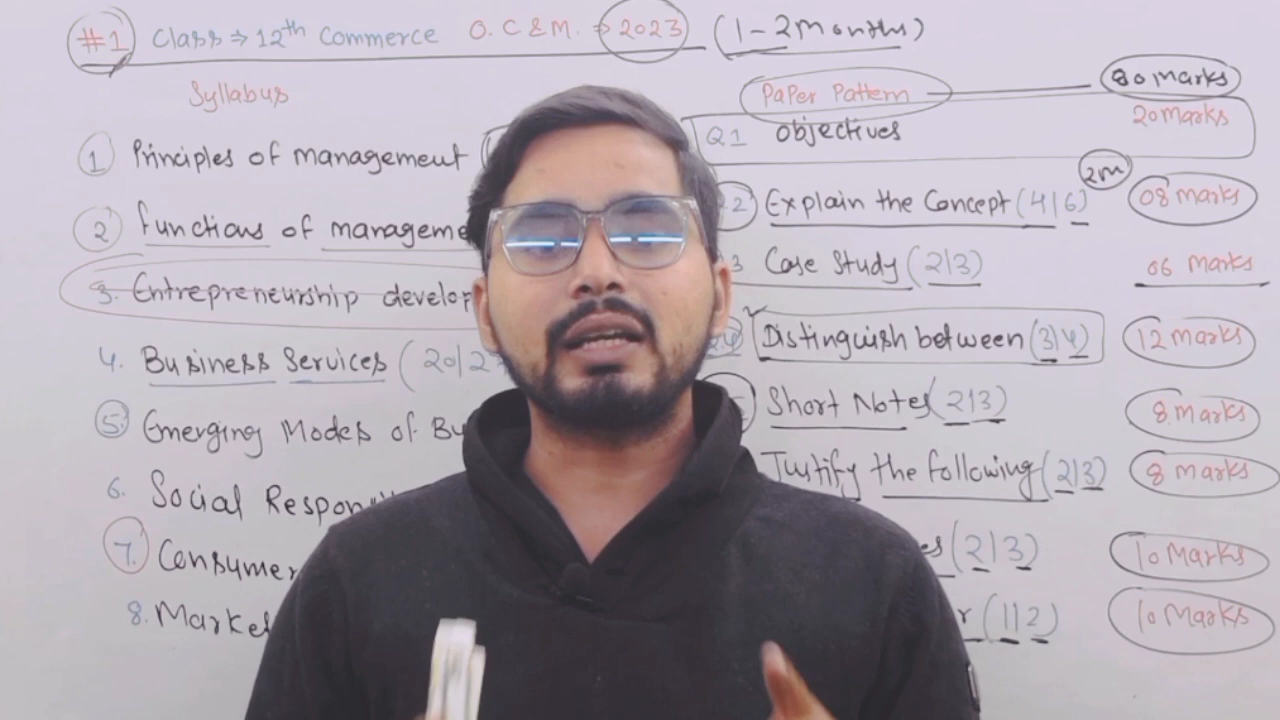 #1 Class ⇒ 12th Commerce O. C & M. ⇒ 2023 (1-2 Months)
Syllabus
1 Principles of management
2 functions of manageme
3. Entrepreneurship develop
4. Business Services (20/2
5. Emerging Modes of Bu
6. Social Respon
7. Consumer
8. Marke
Paper Pattern 80 Marks
Q1 objectives 20 Marks
2 Explain the Concept (4/6) 2m 08 Marks
3 Case Study (2/3) 06 Marks
Distinguish between (3/4) 12 Marks
Short Notes (2/3) 8 Marks
Justify the following (2/3) 8 Marks
es (2/3) 10 Marks
r (1/2) 10 Marks